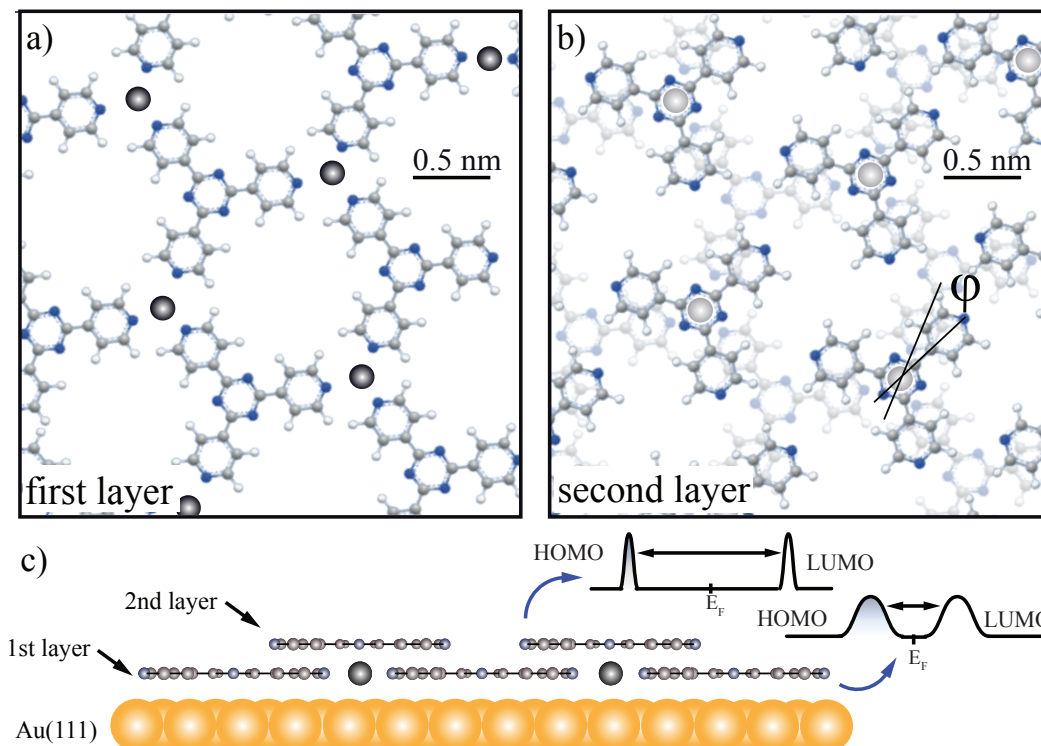 a)
0.5 nm
first layer
b)
0.5 nm
φ
second layer
c)
HOMO
LUMO
E_F
2nd layer
HOMO
LUMO
E_F
1st layer
Au(111)